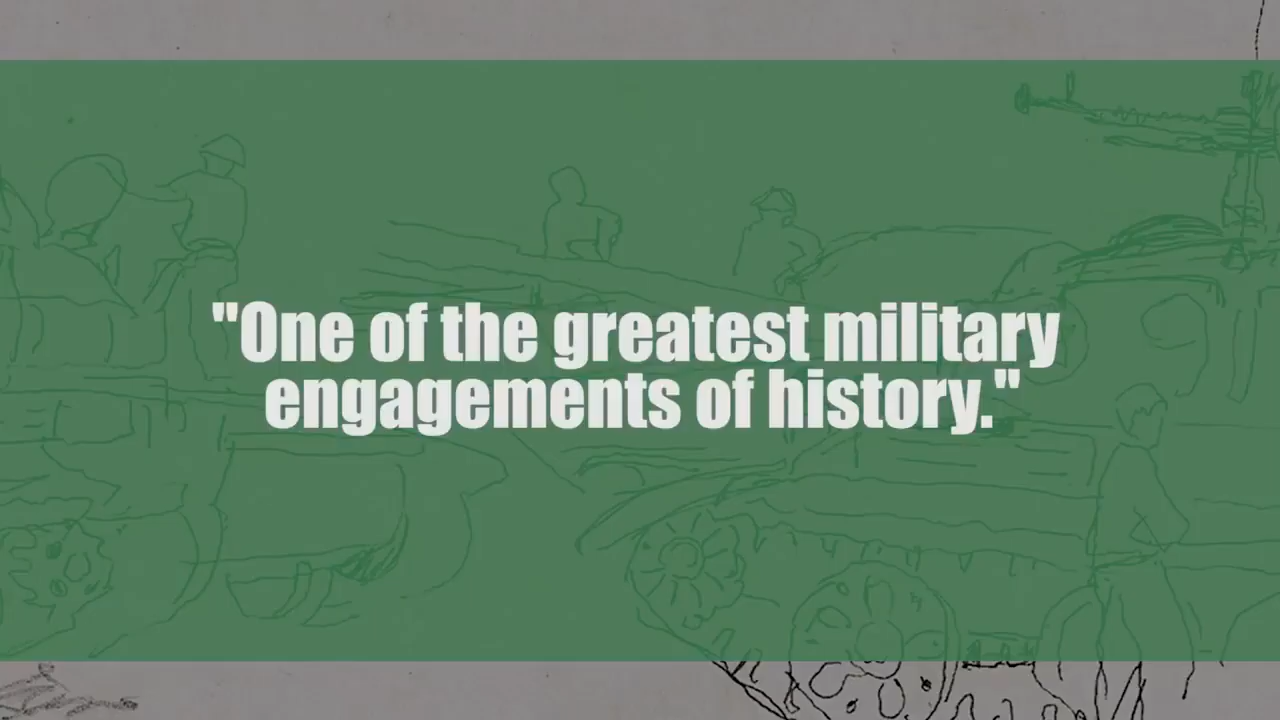 "One of the greatest military
engagements of history."